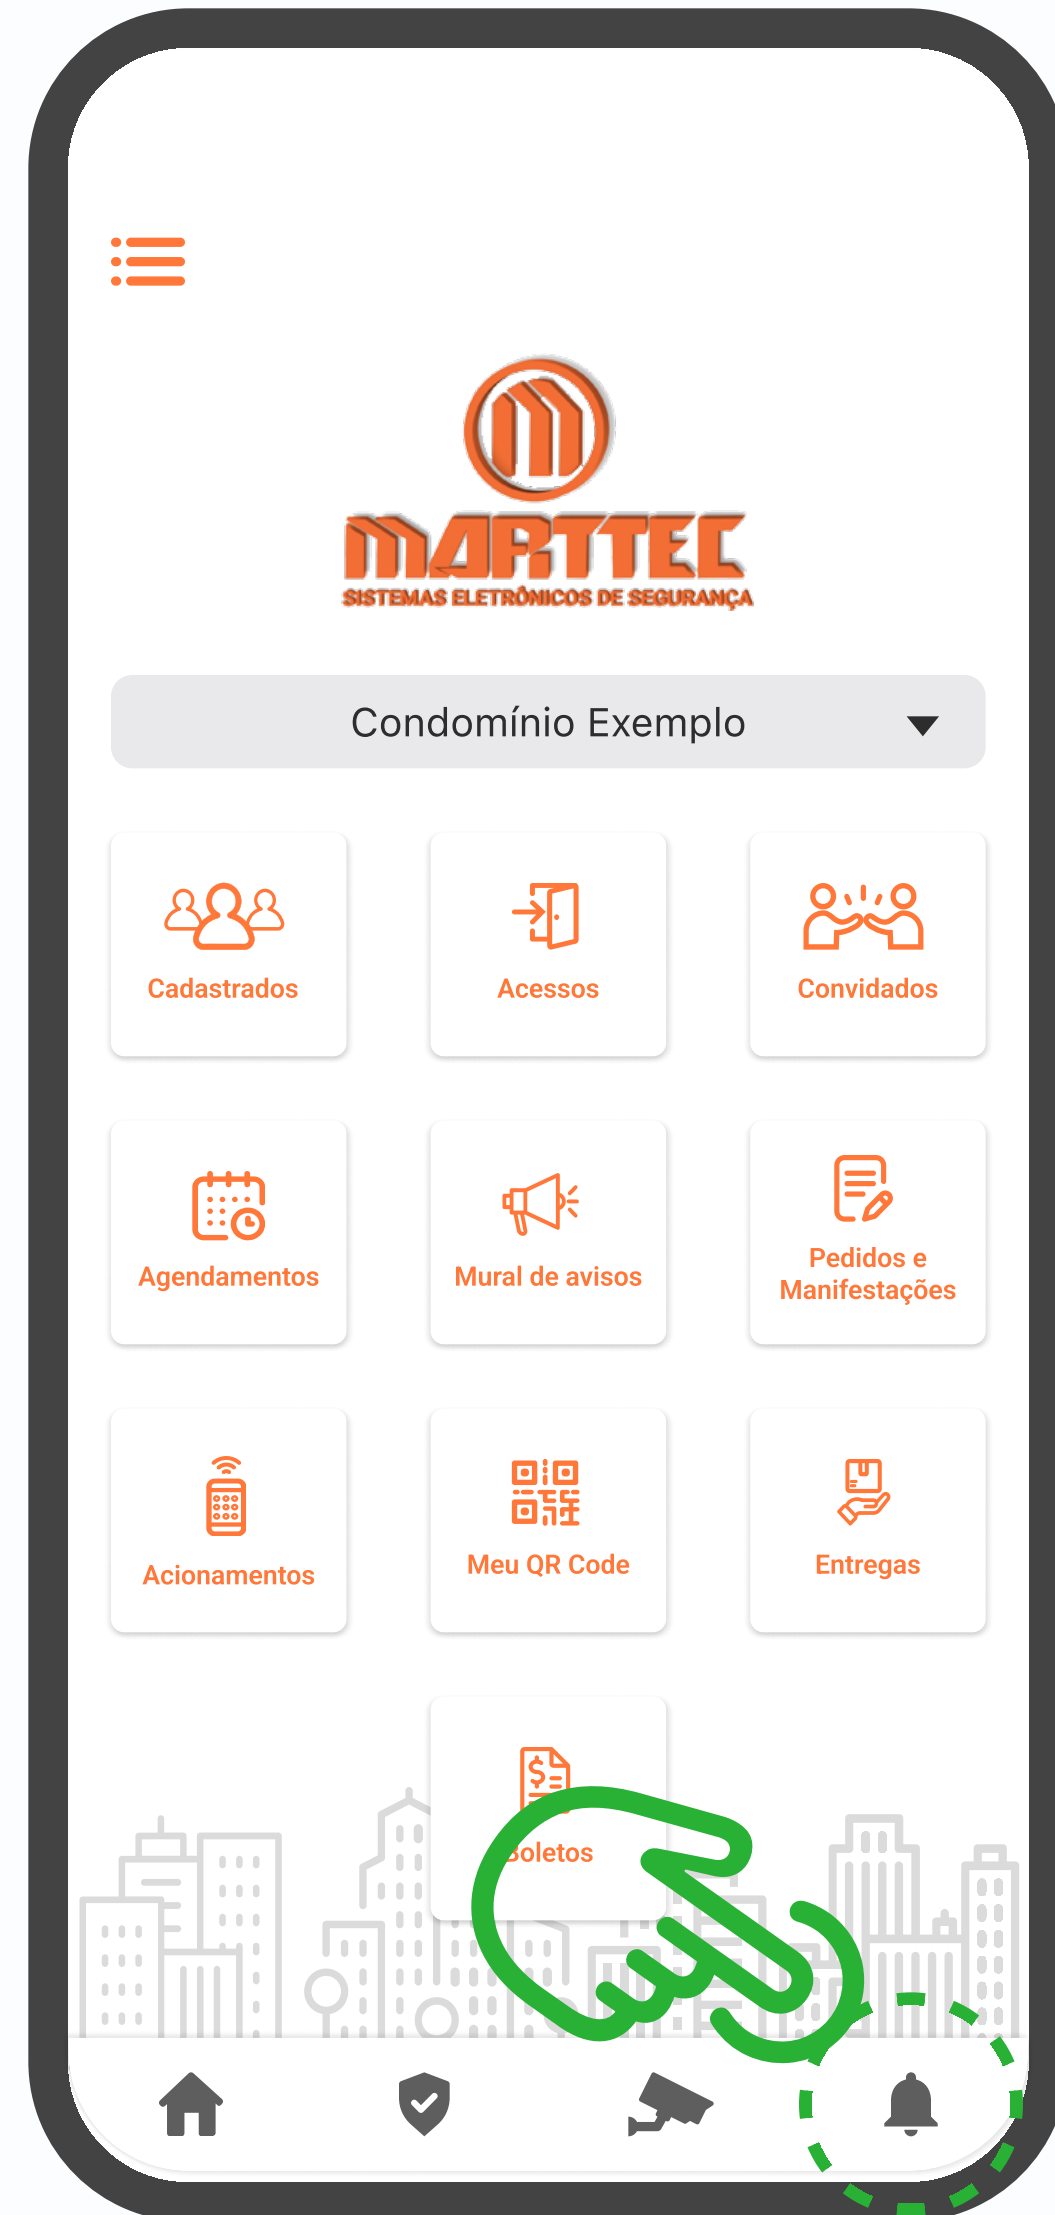 MARTTEC
SISTEMAS ELETRÔNICOS DE SEGURANÇA
Condomínio Exemplo
Cadastrados
Acessos
Convidados
Agendamentos
Mural de avisos
Pedidos e
Manifestações
Acionamentos
Meu QR Code
Entregas
Boletos